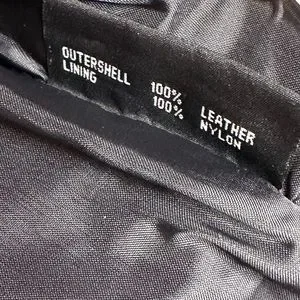 OUTERSHELL 100% LEATHER
LINING 100% NYLON